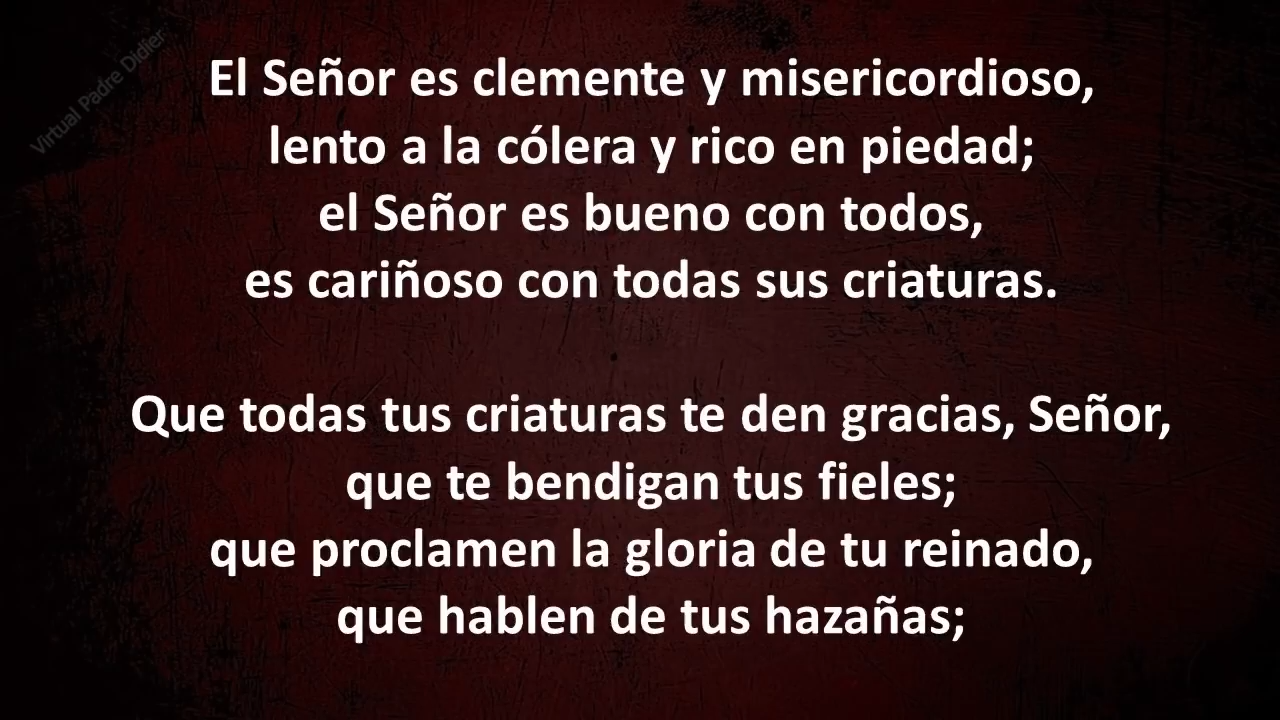 Virtual Padre Didier
El Señor es clemente y misericordioso,
lento a la cólera y rico en piedad;
el Señor es bueno con todos,
es cariñoso con todas sus criaturas.
Que todas tus criaturas te den gracias, Señor,
que te bendigan tus fieles;
que proclamen la gloria de tu reinado,
que hablen de tus hazañas;